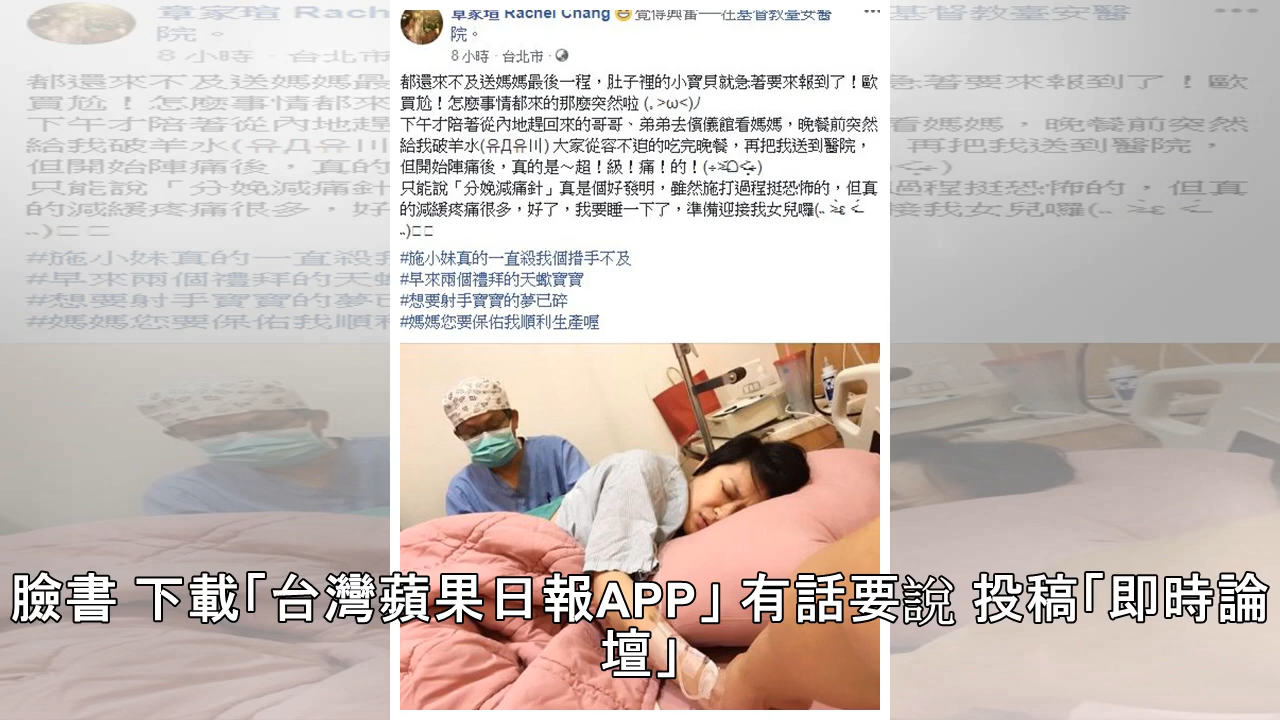 章家瑄 Rachel Chang 覺得興奮——在基督教臺安醫
院。
8 小時 · 台北市 ·
都還來不及送媽媽最後一程，肚子裡的小寶貝就急著要來報到了！歐
買尬！怎麼事情都來的那麼突然啦 (｡>ω<)ﾉ
下午才陪著從內地趕回來的哥哥、弟弟去儐儀館看媽媽，晚餐前突然
給我破羊水(유Д유川) 大家從容不迫的吃完晚餐，再把我送到醫院，
但開始陣痛後，真的是～超！級！痛！的！
只能說「分娩減痛針」真是個好發明，雖然施打過程挺恐怖的，但真
的減緩疼痛很多，好了，我要睡一下了，準備迎接我女兒囉
#施小妹真的一直殺我個措手不及
#早來兩個禮拜的天蠍寶寶
#想要射手寶寶的夢已碎
#媽媽您要保佑我順利生產喔
臉書 下載「台灣蘋果日報APP」 有話要說 投稿「即時論
壇」